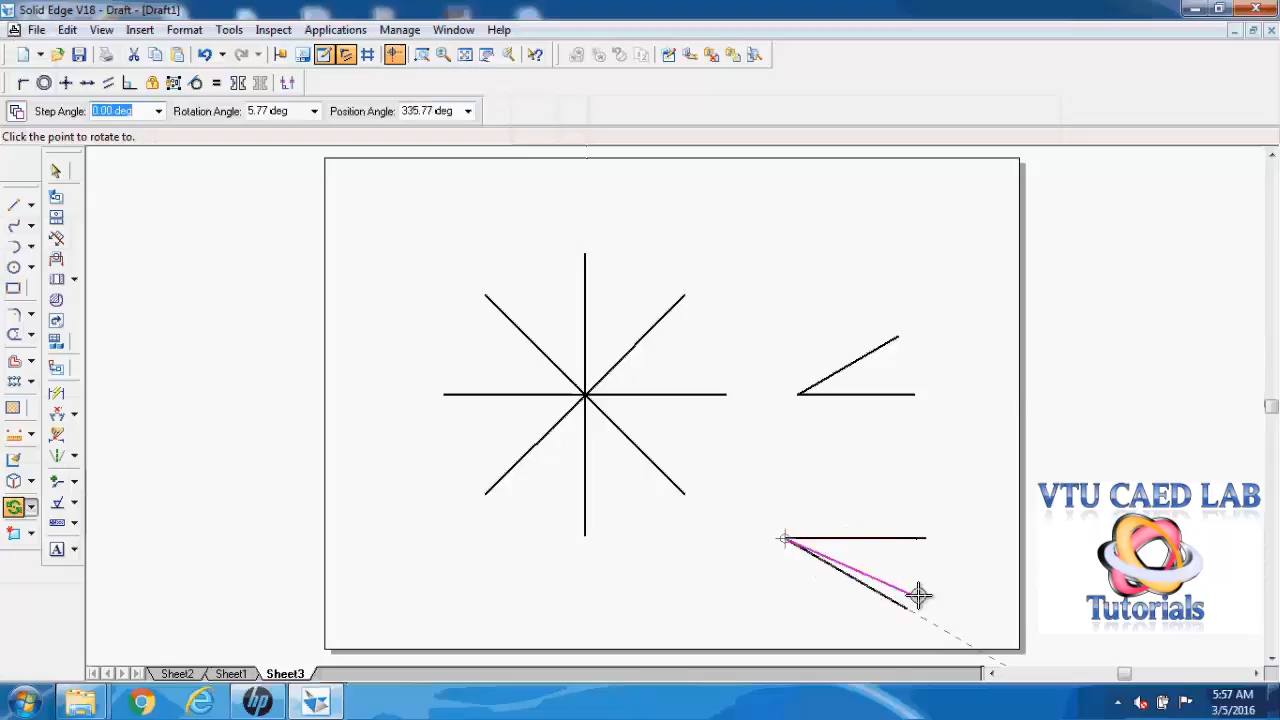 Solid Edge V18 - Draft - [Draft1]
File Edit View Insert Format Tools Inspect Applications Manage Window Help
Step Angle: 0.00 deg Rotation Angle: 5.77 deg Position Angle: 335.77 deg
Click the point to rotate to.
A
VTU CAED LAB
Tutorials
Sheet2 Sheet1 Sheet3
hp
5:57 AM
3/5/2016